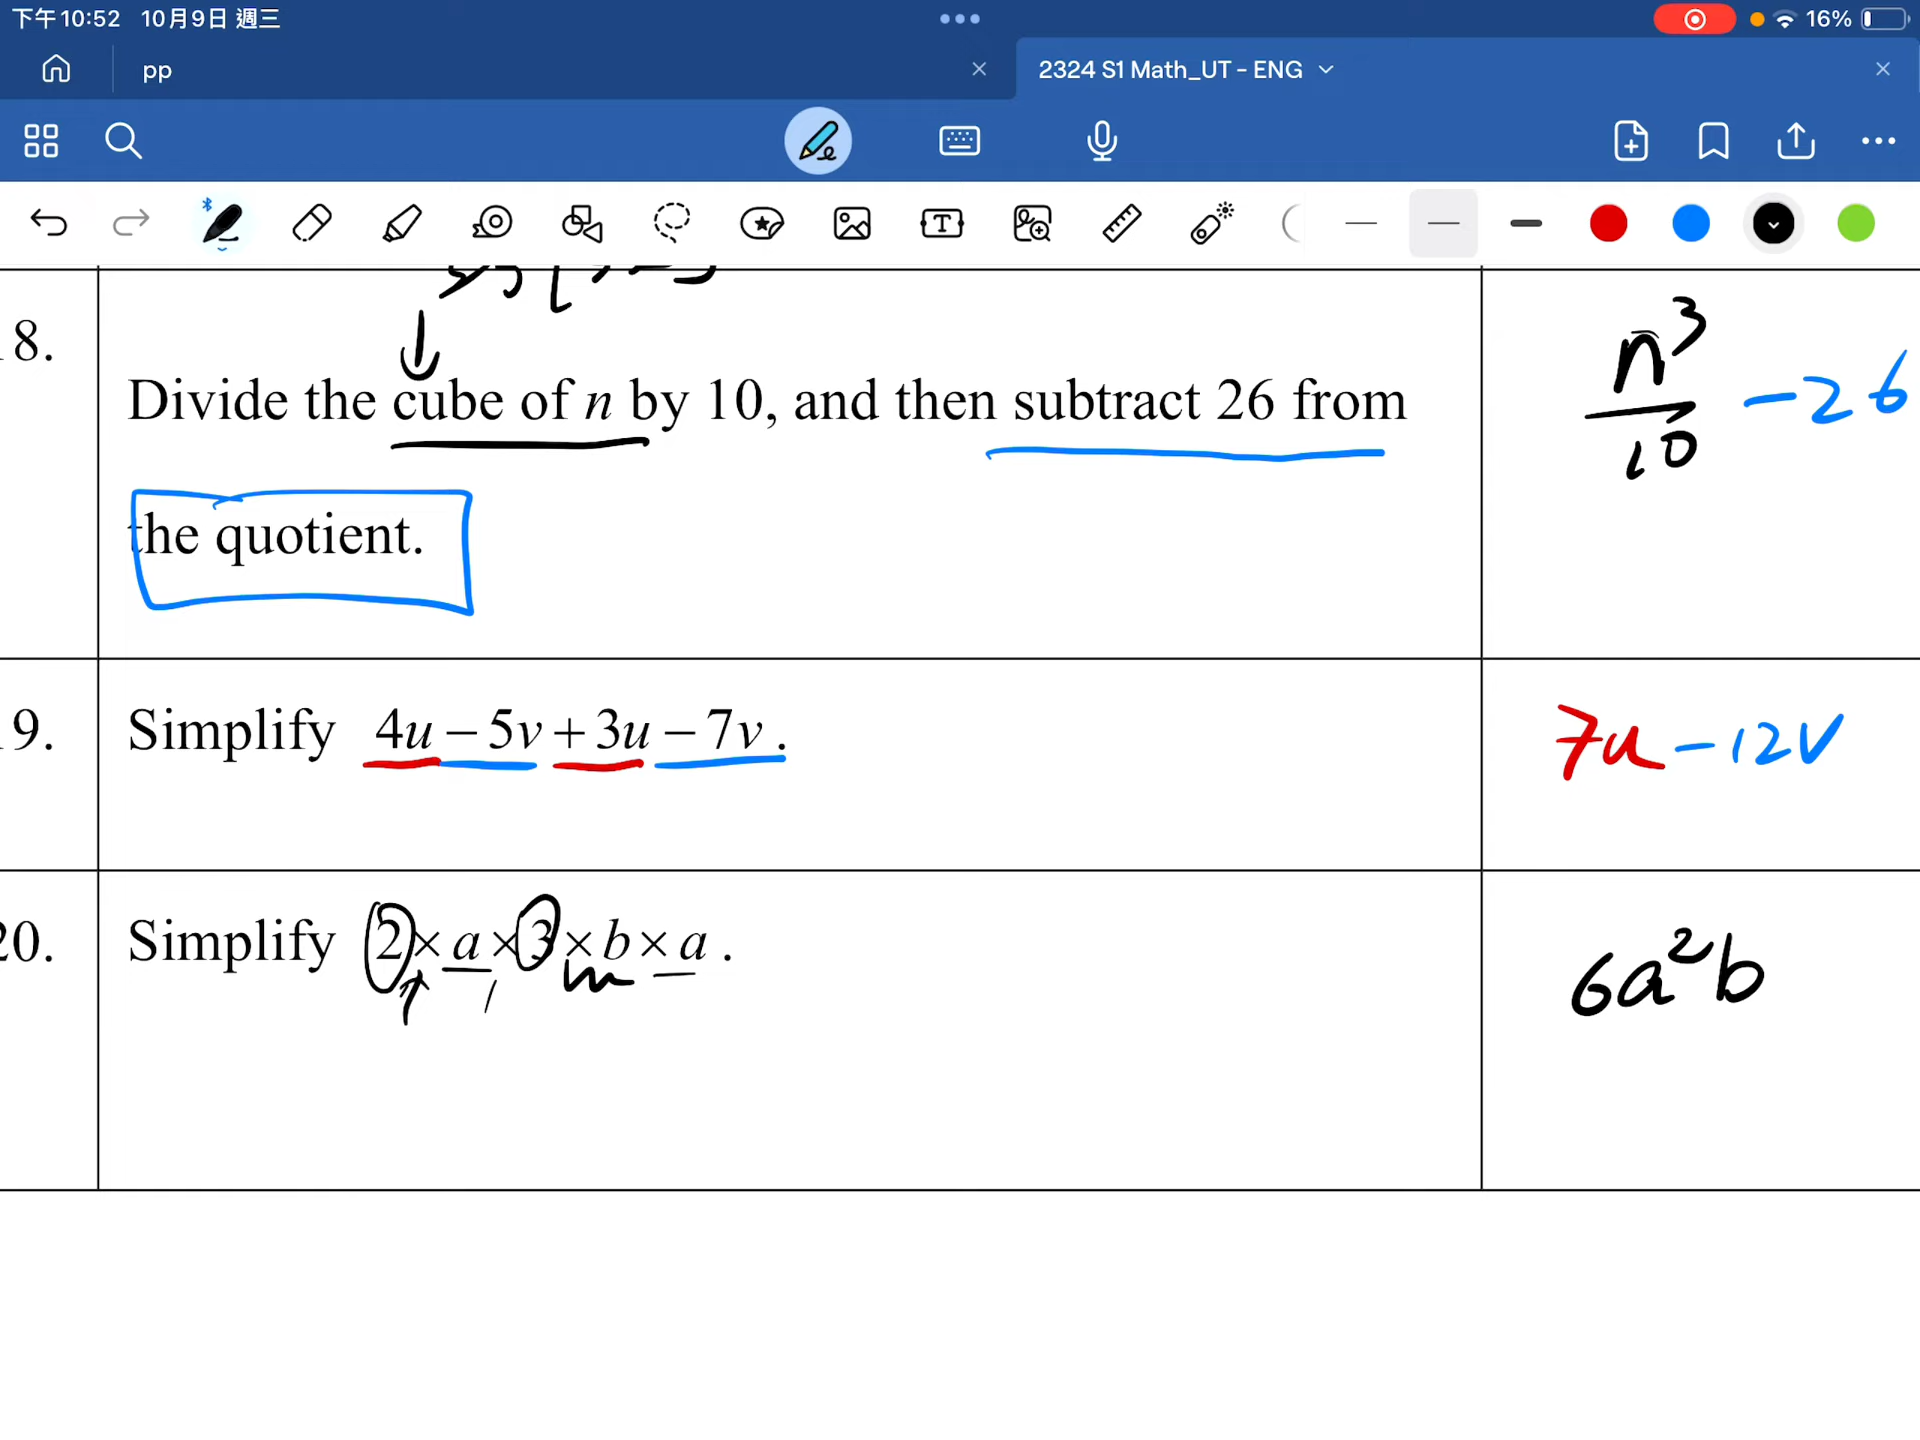 下午10:52 10月9日 週三
16%
pp
2324 S1 Math_UT - ENG
18.
Divide the cube of n by 10, and then subtract 26 from
the quotient.
n³/10 - 26
19.
Simplify 4u − 5v + 3u − 7v .
7u - 12v
20.
Simplify 2 × a × 3 × b × a .
6a²b